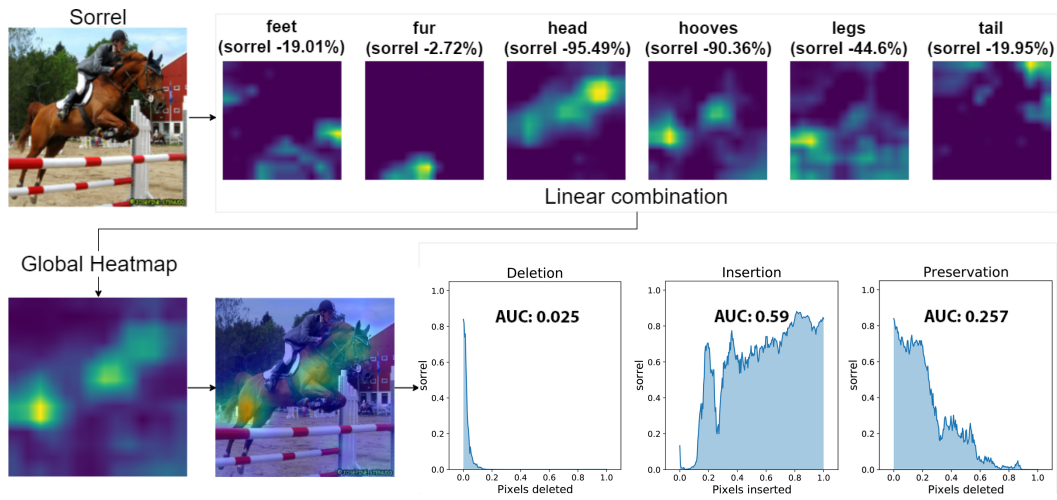 Sorrel
feet
(sorrel -19.01%)
fur
(sorrel -2.72%)
head
(sorrel -95.49%)
hooves
(sorrel -90.36%)
legs
(sorrel -44.6%)
tail
(sorrel -19.95%)
Linear combination
Global Heatmap
Deletion
AUC: 0.025
sorrel
1.0
0.8
0.6
0.4
0.2
0.0
0.0 0.2 0.4 0.6 0.8 1.0
Pixels deleted
Insertion
AUC: 0.59
sorrel
1.0
0.8
0.6
0.4
0.2
0.0
0.0 0.2 0.4 0.6 0.8 1.0
Pixels inserted
Preservation
AUC: 0.257
sorrel
1.0
0.8
0.6
0.4
0.2
0.0
0.0 0.2 0.4 0.6 0.8 1.0
Pixels deleted